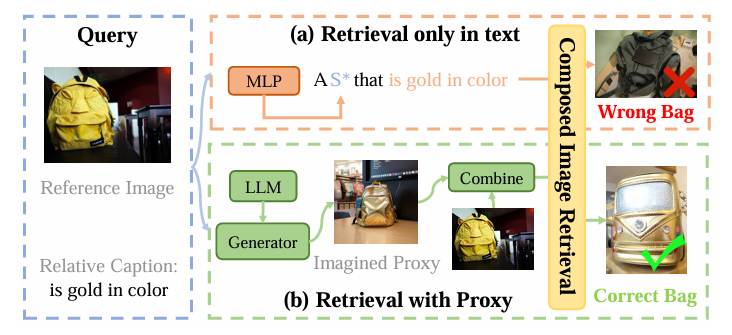 Query
Reference Image
Relative Caption:
is gold in color
(a) Retrieval only in text
MLP
A S* that is gold in color
Wrong Bag
Composed Image Retrieval
LLM
Generator
Imagined Proxy
Combine
(b) Retrieval with Proxy
Correct Bag